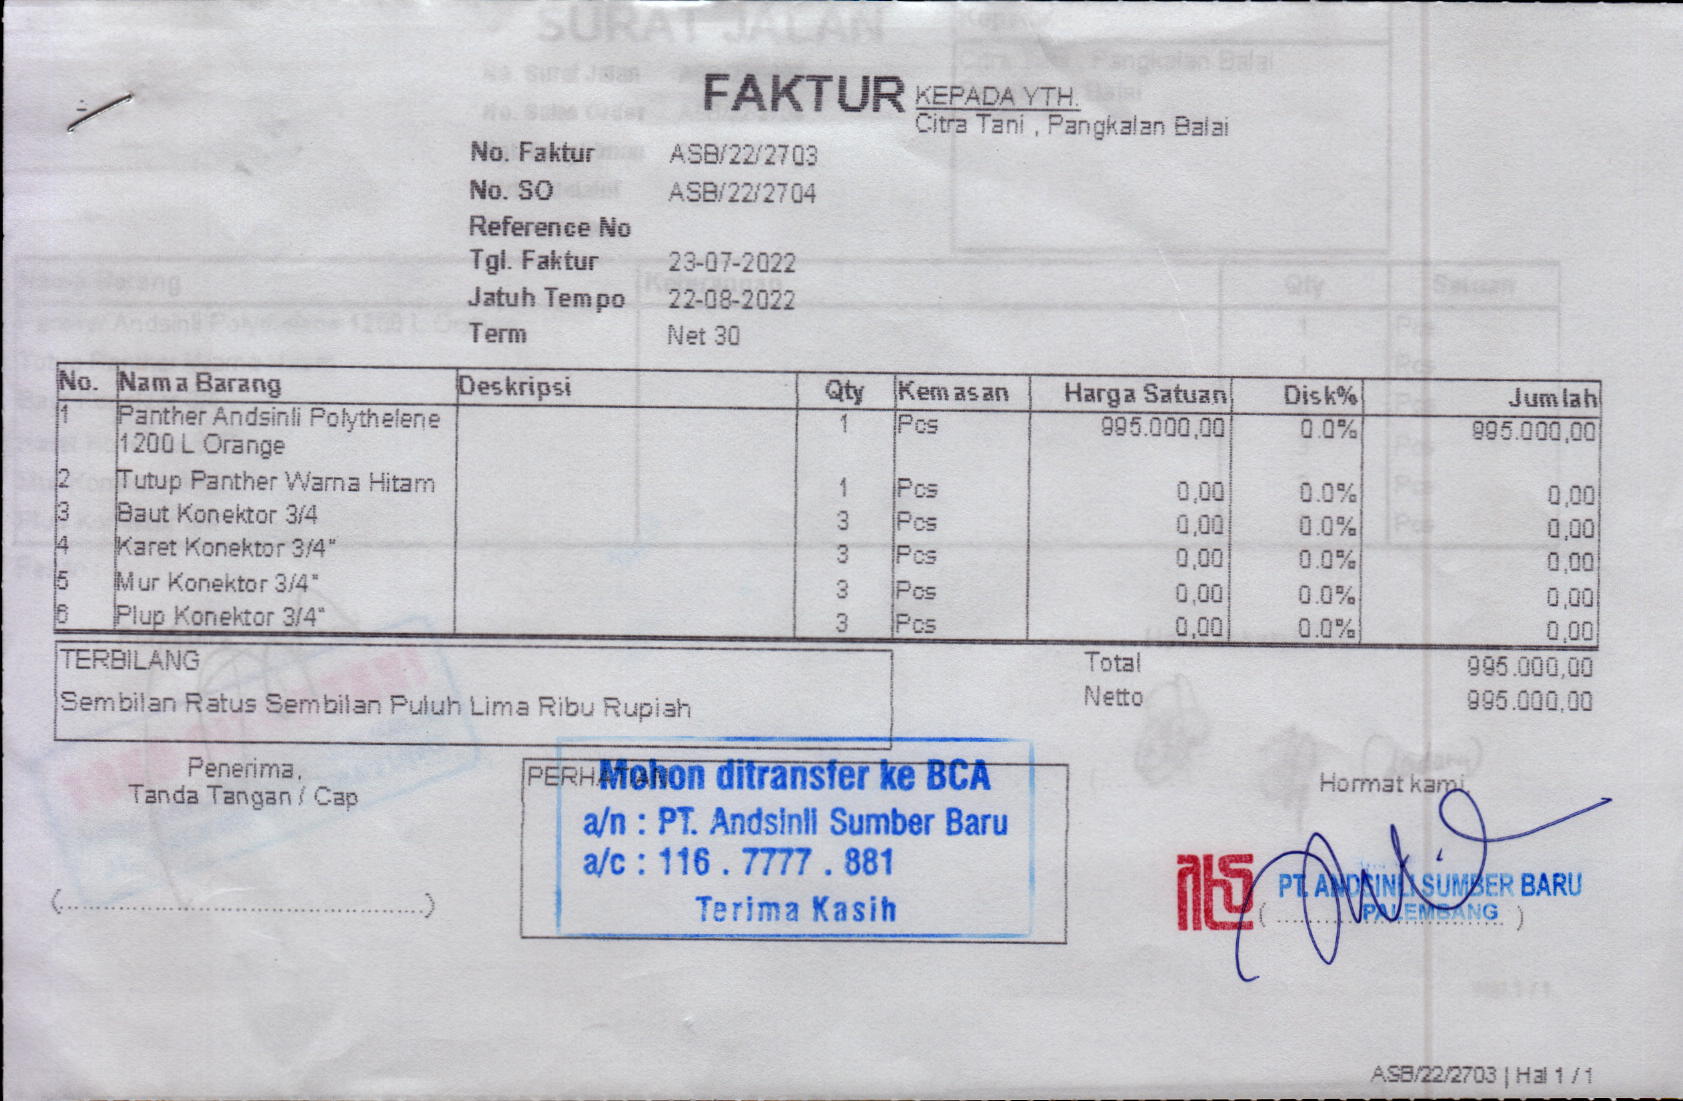 FAKTUR
KEPADA YTH.
Citra Tani , Pangkalan Balai
No. Faktur ASB/22/2703
No. SO ASB/22/2704
Reference No
Tgl. Faktur 23-07-2022
Jatuh Tempo 22-08-2022
Term Net 30
No. Nama Barang Deskripsi Qty Kemasan Harga Satuan Disk% Jumlah
1 Panther Andsinli Polythelene 1 Pcs 995.000,00 0.0% 995.000,00
1200 L Orange
2 Tutup Panther Warna Hitam 1 Pcs 0,00 0.0% 0,00
3 Baut Konektor 3/4 3 Pcs 0,00 0.0% 0,00
4 Karet Konektor 3/4" 3 Pcs 0,00 0.0% 0,00
5 Mur Konektor 3/4" 3 Pcs 0,00 0.0% 0,00
6 Plup Konektor 3/4" 3 Pcs 0,00 0.0% 0,00
TERBILANG
Sembilan Ratus Sembilan Puluh Lima Ribu Rupiah
Total 995.000,00
Netto 995.000,00
Penerima,
Tanda Tangan / Cap
(......................................................)
PERHATIAN
Mohon ditransfer ke BCA
a/n : PT. Andsinli Sumber Baru
a/c : 116 . 7777 . 881
Terima Kasih
Hormat kami,
PT. ANDSINLI SUMBER BARU
PALEMBANG
ASB/22/2703 | Hal 1 / 1